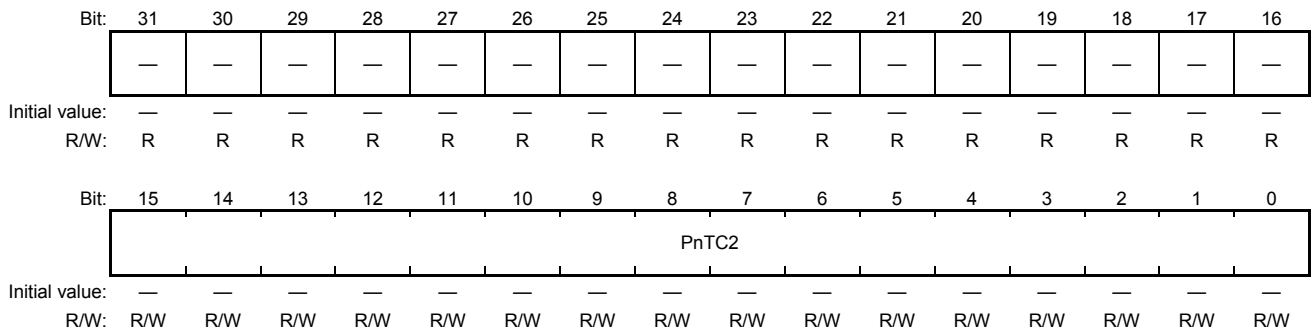 Bit: 31 30 29 28 27 26 25 24 23 22 21 20 19 18 17 16
— — — — — — — — — — — — — — — —
Initial value: — — — — — — — — — — — — — — — —
R/W: R R R R R R R R R R R R R R R R
Bit: 15 14 13 12 11 10 9 8 7 6 5 4 3 2 1 0
PnTC2
Initial value: — — — — — — — — — — — — — — — —
R/W: R/W R/W R/W R/W R/W R/W R/W R/W R/W R/W R/W R/W R/W R/W R/W R/W